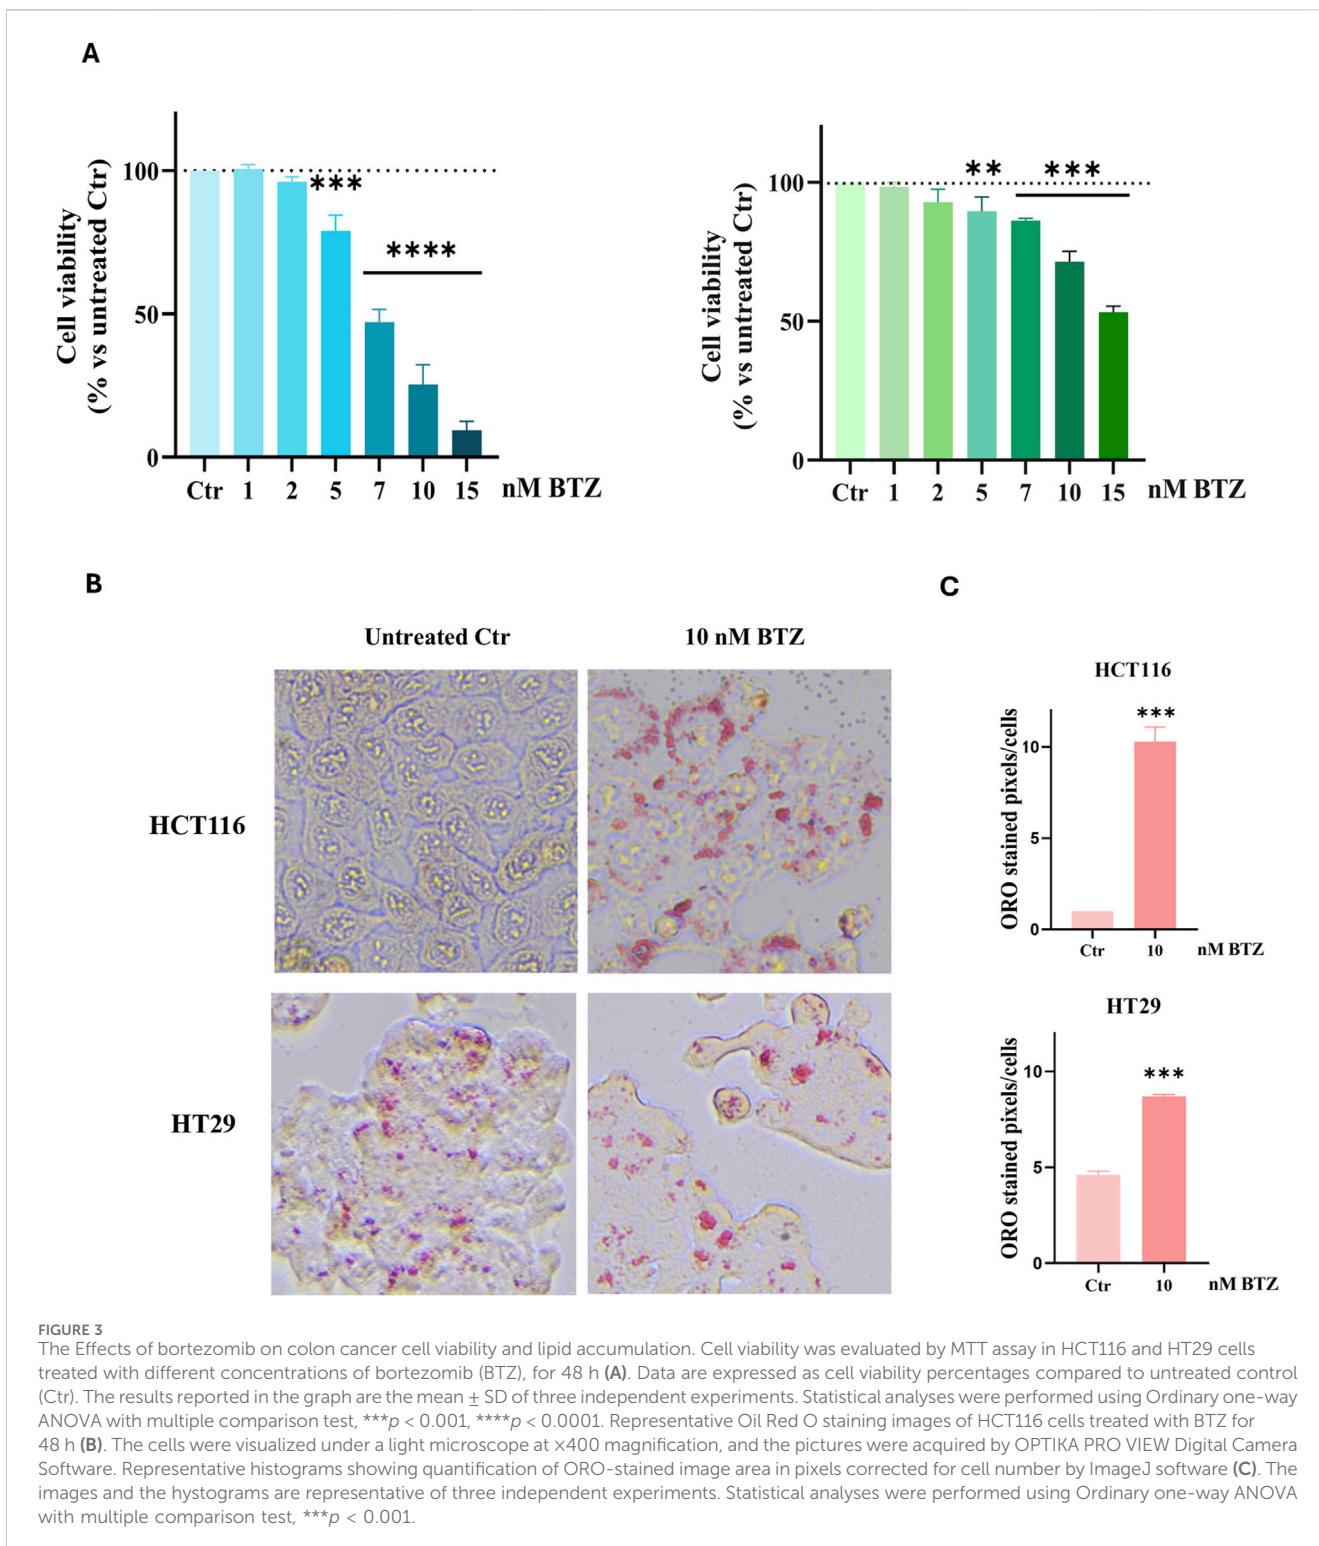 A
Cell viability
(% vs untreated Ctr)
100
50
0
***
****
Ctr 1 2 5 7 10 15 nM BTZ
Cell viability
(% vs untreated Ctr)
100
50
0
**
***
Ctr 1 2 5 7 10 15 nM BTZ
B
Untreated Ctr
10 nM BTZ
HCT116
HT29
C
HCT116
ORO stained pixels/cells
10
5
0
***
Ctr 10 nM BTZ
HT29
ORO stained pixels/cells
10
5
0
***
Ctr 10 nM BTZ
FIGURE 3
The Effects of bortezomib on colon cancer cell viability and lipid accumulation. Cell viability was evaluated by MTT assay in HCT116 and HT29 cells
treated with different concentrations of bortezomib (BTZ), for 48 h (A). Data are expressed as cell viability percentages compared to untreated control
(Ctr). The results reported in the graph are the mean ± SD of three independent experiments. Statistical analyses were performed using Ordinary one-way
ANOVA with multiple comparison test, ***p < 0.001, ****p < 0.0001. Representative Oil Red O staining images of HCT116 cells treated with BTZ for
48 h (B). The cells were visualized under a light microscope at ×400 magnification, and the pictures were acquired by OPTIKA PRO VIEW Digital Camera
Software. Representative histograms showing quantification of ORO-stained image area in pixels corrected for cell number by ImageJ software (C). The
images and the hystograms are representative of three independent experiments. Statistical analyses were performed using Ordinary one-way ANOVA
with multiple comparison test, ***p < 0.001.